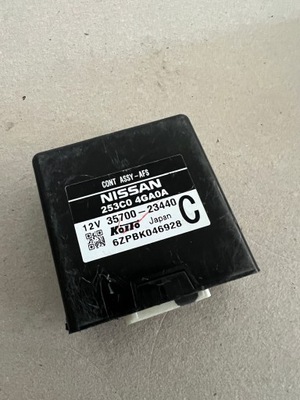 CONT ASSY-AFS
NISSAN
253C0 4GA0A
12V 35700-23440
KOITO Japan C
6ZPBK046928